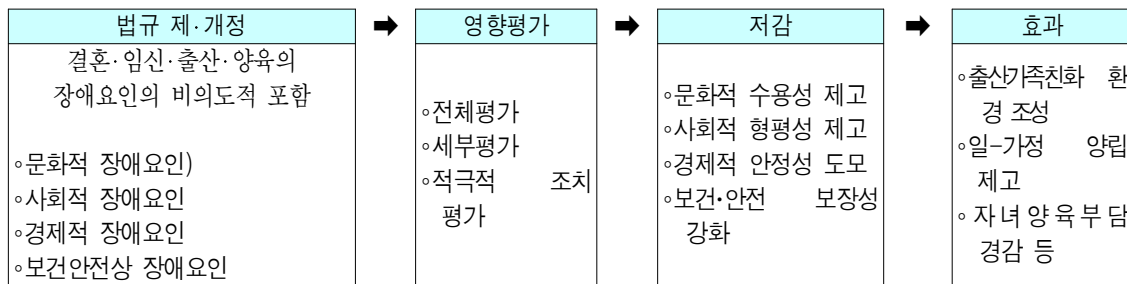 법규 제·개정
결혼·임신·출산·양육의
장애요인의 비의도적 포함
◦문화적 장애요인)
◦사회적 장애요인
◦경제적 장애요인
◦보건안전상 장애요인
➡
영향평가
◦전체평가
◦세부평가
◦적극적 조치
평가
➡
저감
◦문화적 수용성 제고
◦사회적 형평성 제고
◦경제적 안정성 도모
◦보건·안전 보장성
강화
➡
효과
◦출산가족친화 환
경 조성
◦일-가정 양립
제고
◦자녀양육부담
경감 등